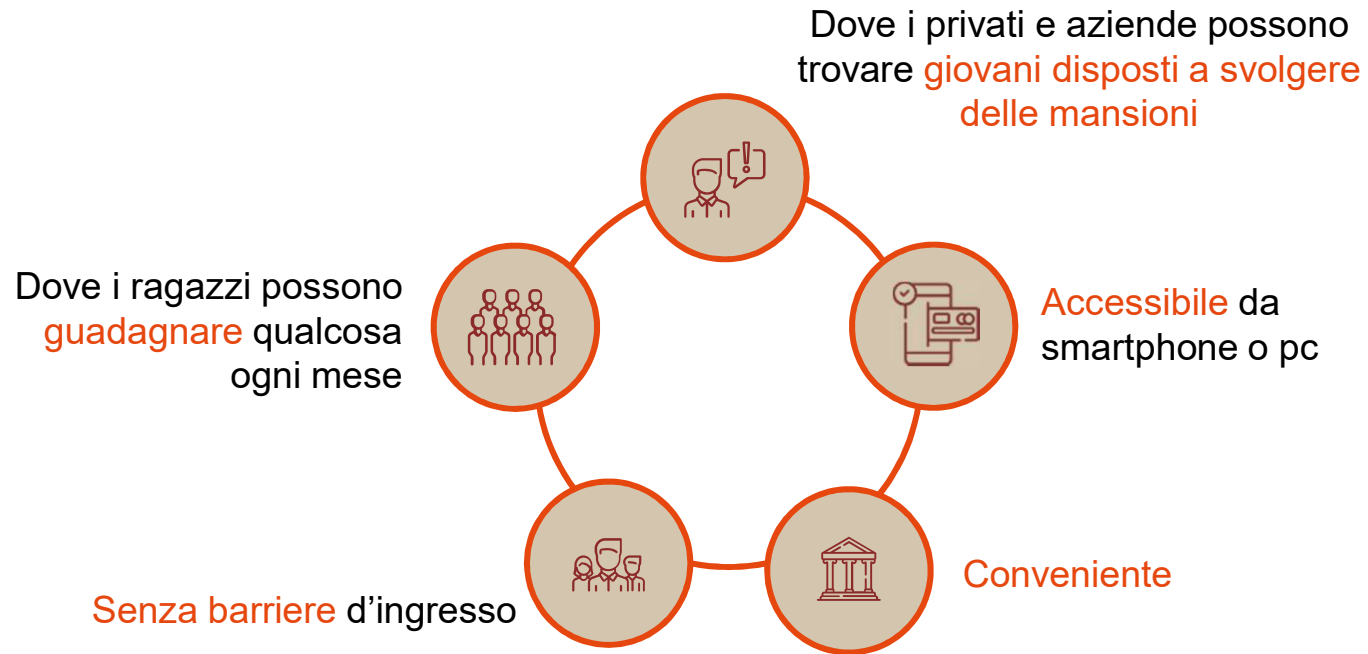 Dove i privati e aziende possono
trovare giovani disposti a svolgere
delle mansioni
Dove i ragazzi possono
guadagnare qualcosa
ogni mese
Accessibile da
smartphone o pc
Conveniente
Senza barriere d’ingresso